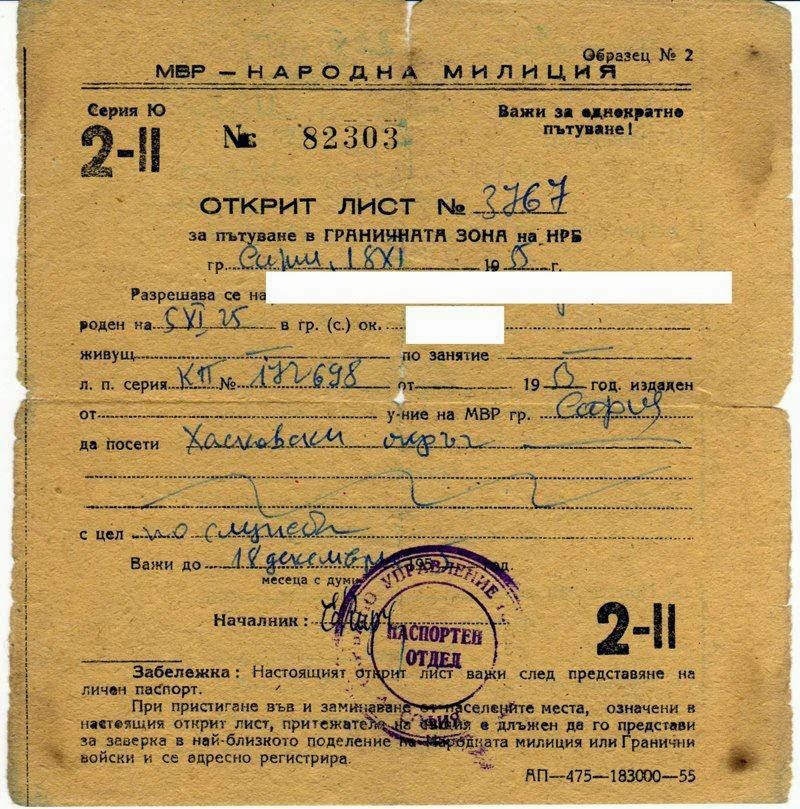 Образец № 2
МВР — НАРОДНА МИЛИЦИЯ
Серия Ю
Важи за еднократно
пътуване!
2-II № 82303
ОТКРИТ ЛИСТ № 3767
за пътуване в ГРАНИЧНАТА ЗОНА на НРБ
гр. София, 18 XI 195 г.
Разрешава се на
роден на 5 XI. 25 в гр. (с.) ок.
живущ — по занятие —
л. п. серия КП № 172698 от 195 год. издаден
от у-ние на МВР гр. София
да посети Хасковски окръг
с цел по служеб
Важи до 18 декември 195 год.
месеца с думи
Началник:
2-II
УПРАВЛЕНИЕ
ПАСПОРТЕН
ОТДЕЛ
Забележка: Настоящият открит лист важи след представяне на
личен паспорт.
При пристигане във и заминаване от населените места, означени в
настоящия открит лист, притежателя на същия е длъжен да го представи
за заверка в най-близкото поделение на Народната милиция или Гранични
войски и се адресно регистрира.
АП—475—183000—55